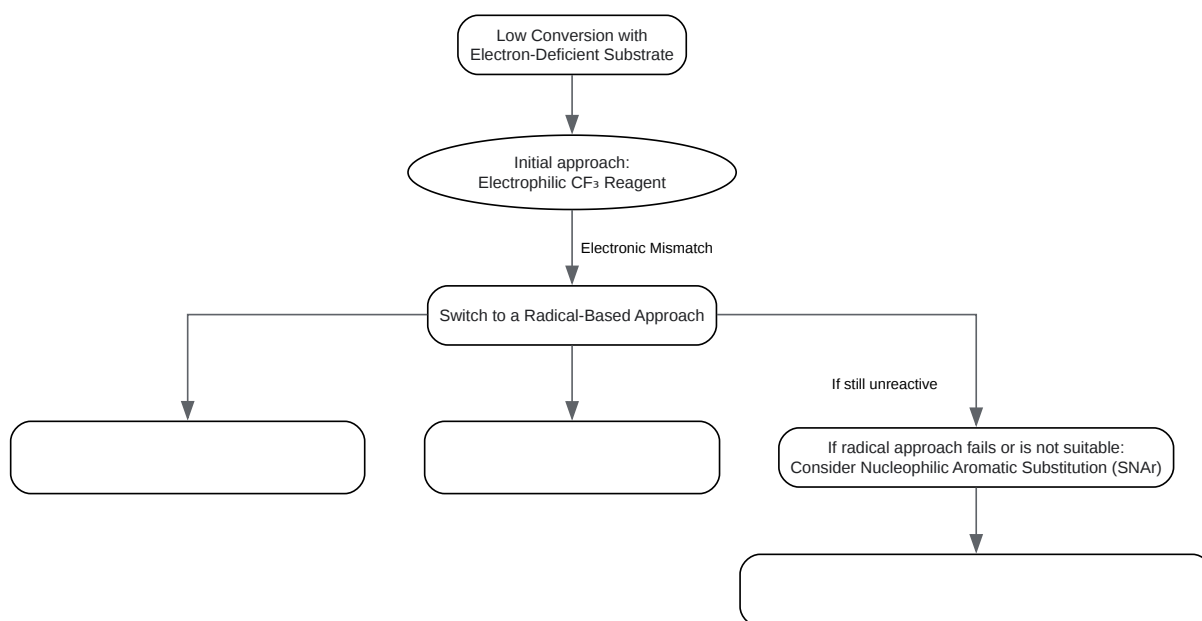 Low Conversion with
Electron-Deficient Substrate
Initial approach:
Electrophilic CF₃ Reagent
Electronic Mismatch
Switch to a Radical-Based Approach
If still unreactive
If radical approach fails or is not suitable:
Consider Nucleophilic Aromatic Substitution (SNAr)